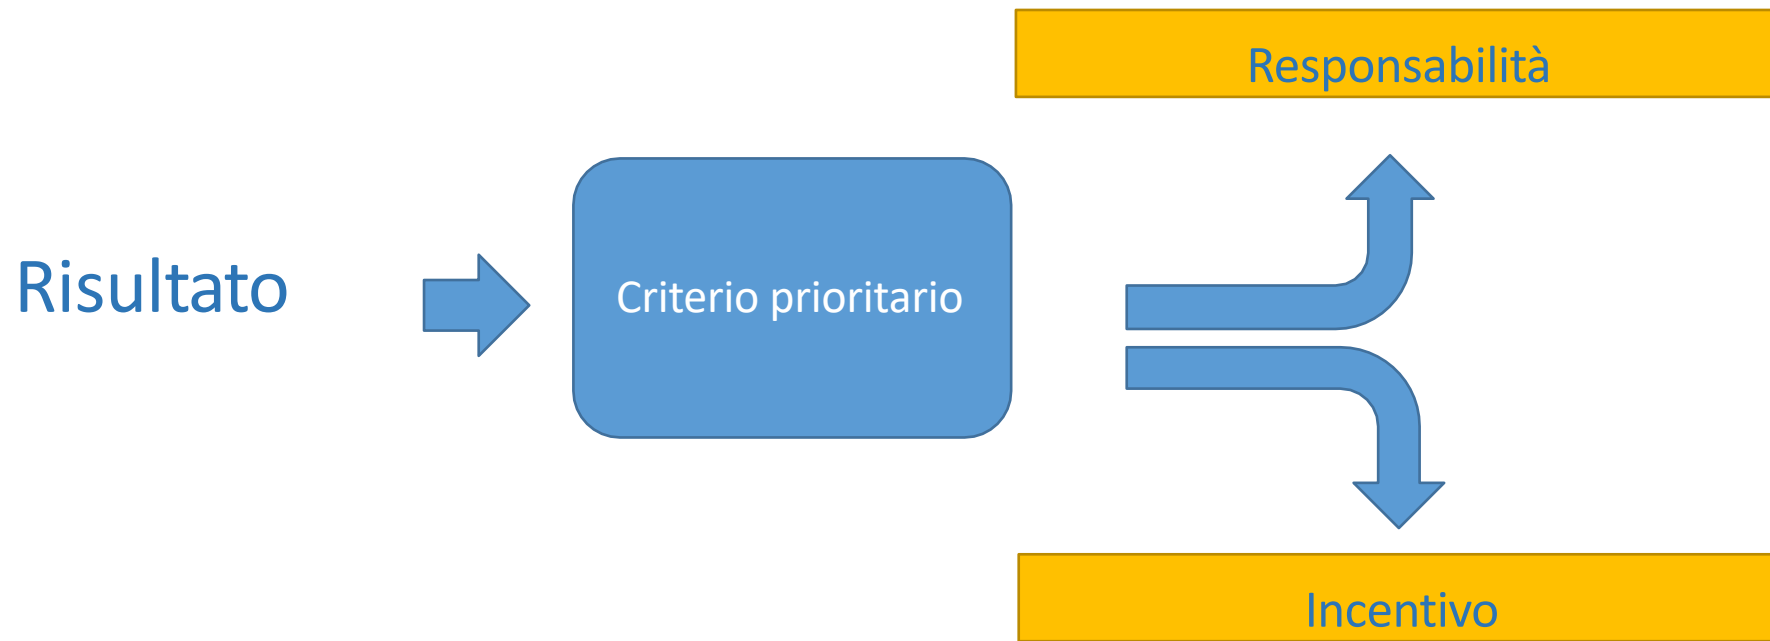 Responsabilità
Risultato
Criterio prioritario
Incentivo